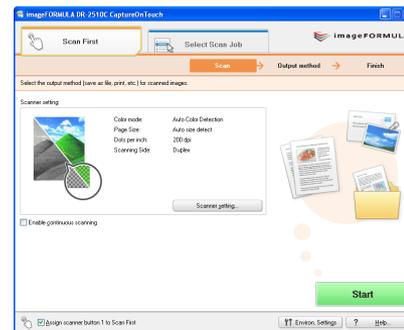 imageFORMULA DR-2510C CaptureOnTouch
Scan First
Select Scan Job
imageFORMUL
Scan
Output method
Finish
Select the output method (save as file, print, etc.) for scanned images.
Scanner setting:
Color mode: Auto Color Detection
Page Size: Auto size detect
Dots per inch: 200 dpi
Scanning Side: Duplex
Scanner setting...
Enable continuous scanning
Start
Assign scanner button 1 to Scan First
Environ. Settings
? Help...